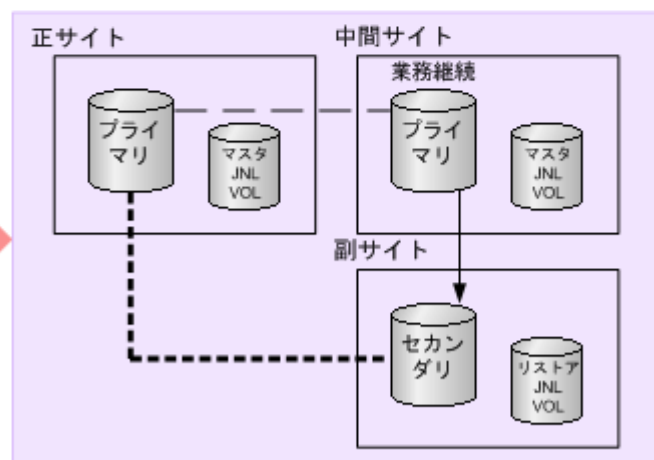 正サイト
プライ
マリ
マスタ
JNL
VOL
中間サイト
業務継続
プライ
マリ
マスタ
JNL
VOL
副サイト
セカン
ダリ
リストア
JNL
VOL